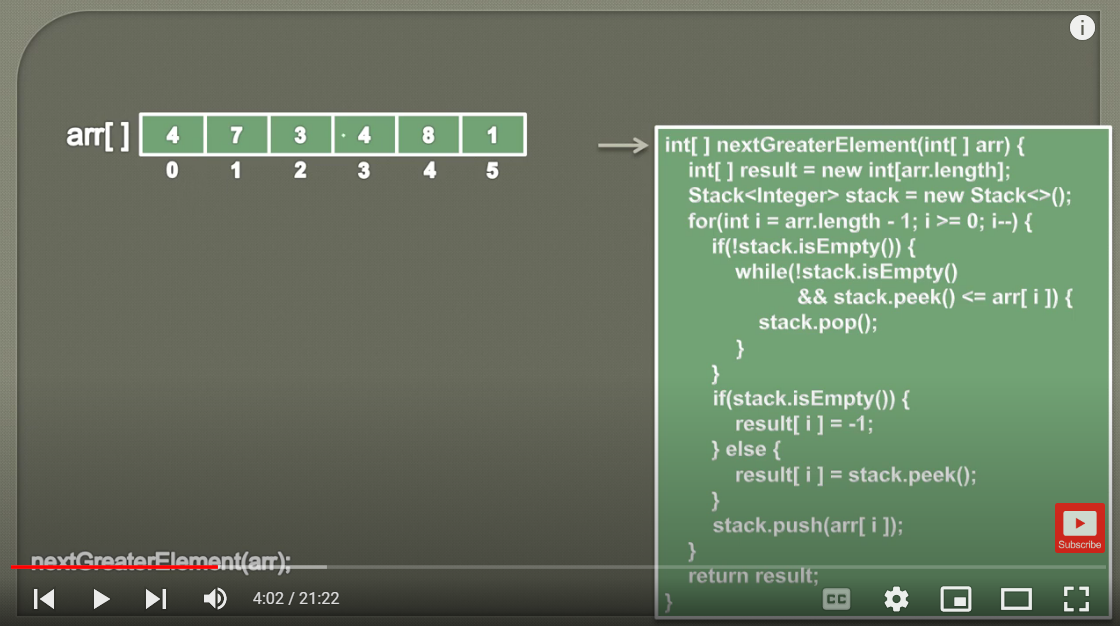 arr[ ] 4 7 3 4 8 1
0 1 2 3 4 5
int[ ] nextGreaterElement(int[ ] arr) {
int[ ] result = new int[arr.length];
Stack<Integer> stack = new Stack<>();
for(int i = arr.length - 1; i >= 0; i--) {
if(!stack.isEmpty()) {
while(!stack.isEmpty()
&& stack.peek() <= arr[ i ]) {
stack.pop();
}
}
if(stack.isEmpty()) {
result[ i ] = -1;
} else {
result[ i ] = stack.peek();
}
stack.push(arr[ i ]);
}
return result;
}
nextGreaterElement(arr);
Subscribe
4:02 / 21:22
CC
i